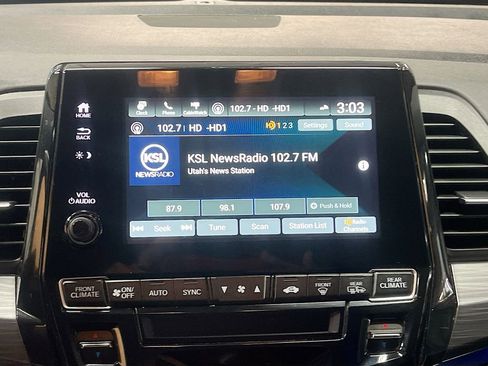 Clock Phone CabinWatch 102.7 - HD -HD1 3:03
HOME
102.7 | HD -HD1 HD 1 2 3 Settings Sound
BACK
KSL
NEWSRADIO
KSL NewsRadio 102.7 FM
Utah's News Station
i
VOL
AUDIO
87.9 98.1 107.9 Push & Hold
Seek Tune Scan Station List Radio
Channels
FRONT
CLIMATE
ON/
OFF
AUTO SYNC
FRONT REAR
REAR
CLIMATE